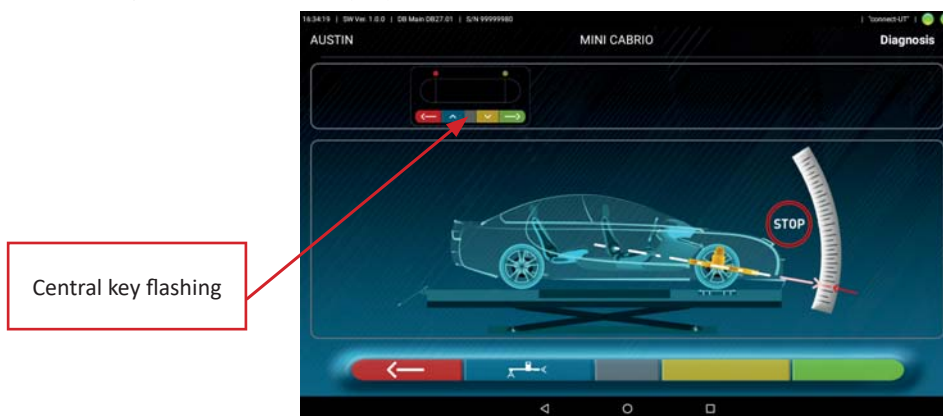 16:34:19 | SW Ver. 1.0.0 | DB Main DB27.01 | S/N 99999980 | "connect-UT" |
AUSTIN MINI CABRIO Diagnosis
STOP
Central key flashing